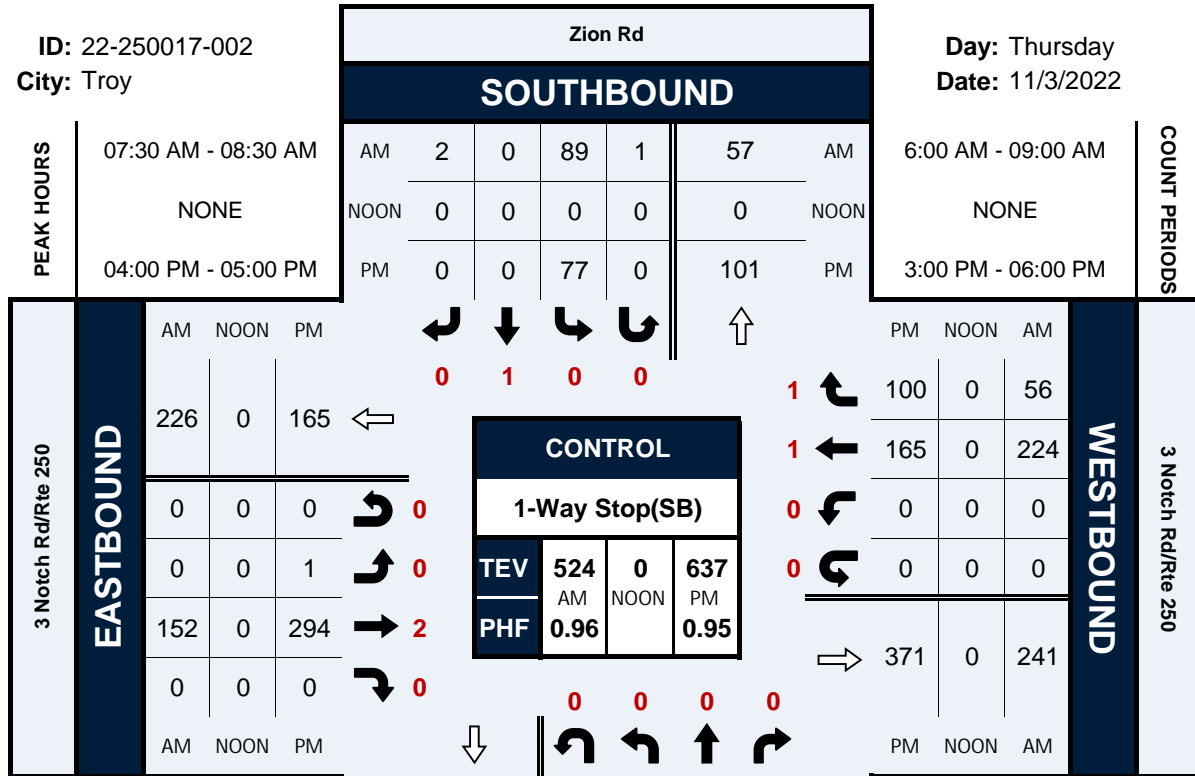 Zion Rd
ID: 22-250017-002
City: Troy
Day: Thursday
Date: 11/3/2022
SOUTHBOUND
PEAK HOURS
07:30 AM - 08:30 AM
NONE
04:00 PM - 05:00 PM
AM 2 0 89 1 57 AM
NOON 0 0 0 0 0 NOON
PM 0 0 77 0 101 PM
6:00 AM - 09:00 AM
NONE
3:00 PM - 06:00 PM
COUNT PERIODS
0 1 0 0
3 Notch Rd/Rte 250
EASTBOUND
AM NOON PM
226 0 165
0 0 0 0
0 0 1 0
152 0 294 2
0 0 0 0
AM NOON PM
CONTROL
1-Way Stop(SB)
TEV 524 0 637
AM NOON PM
PHF 0.96 0.95
PM NOON AM
1 100 0 56
1 165 0 224
0 0 0 0
0 0 0 0
371 0 241
PM NOON AM
WESTBOUND
3 Notch Rd/Rte 250
0 0 0 0